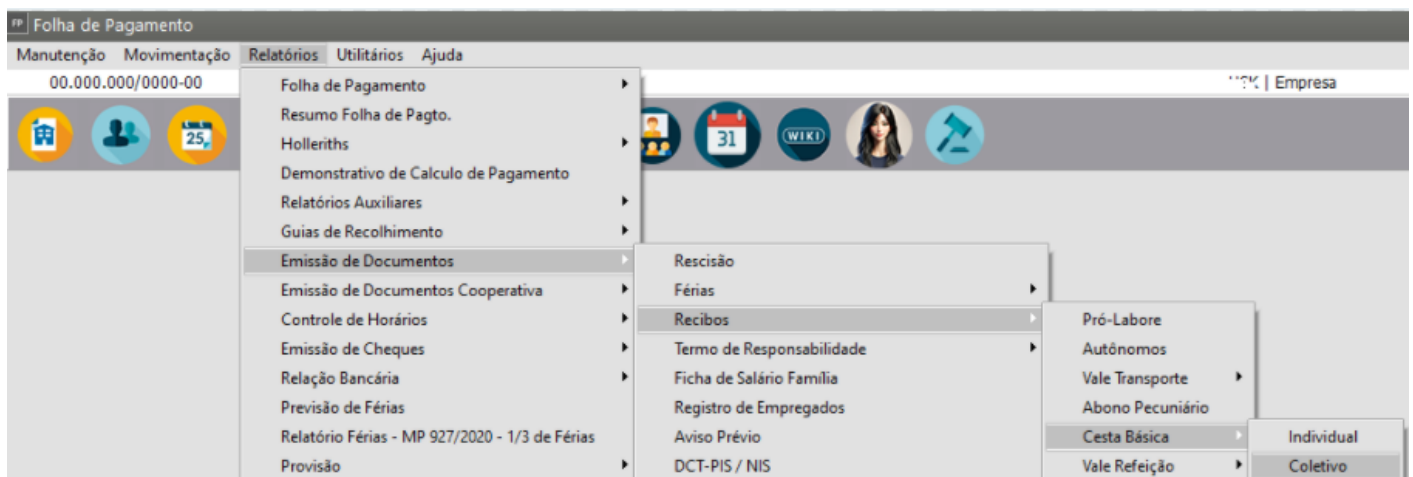 FP Folha de Pagamento
Manutenção Movimentação Relatórios Utilitários Ajuda
00.000.000/0000-00 | Empresa
25
31
WIKI
Folha de Pagamento
Resumo Folha de Pagto.
Holleriths
Demonstrativo de Calculo de Pagamento
Relatórios Auxiliares
Guias de Recolhimento
Emissão de Documentos
Emissão de Documentos Cooperativa
Controle de Horários
Emissão de Cheques
Relação Bancária
Previsão de Férias
Relatório Férias - MP 927/2020 - 1/3 de Férias
Provisão
Rescisão
Férias
Recibos
Termo de Responsabilidade
Ficha de Salário Família
Registro de Empregados
Aviso Prévio
DCT-PIS / NIS
Pró-Labore
Autônomos
Vale Transporte
Abono Pecuniário
Cesta Básica
Vale Refeição
Individual
Coletivo